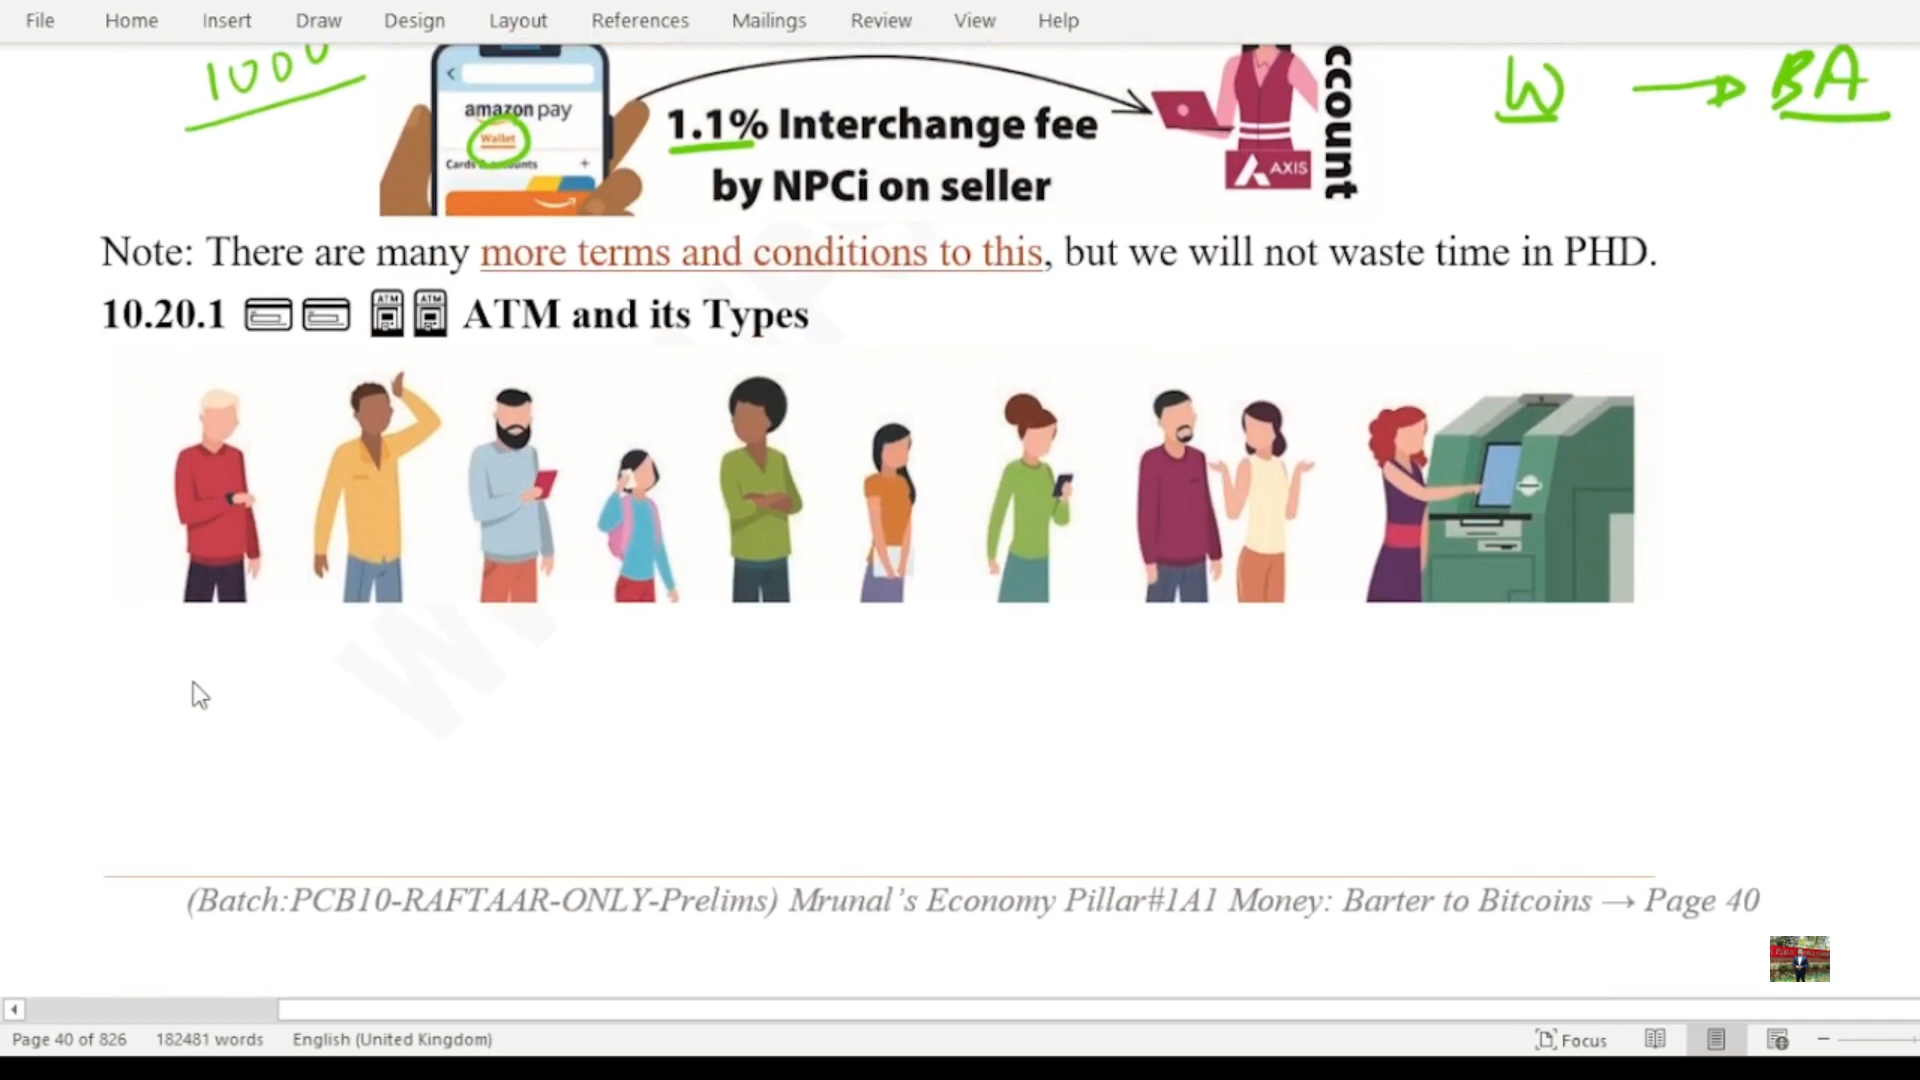 File Home Insert Draw Design Layout References Mailings Review View Help
1000
amazon pay
Wallet
1.1% Interchange fee
by NPCi on seller
AXIS
ccount
W → BA
Note: There are many more terms and conditions to this, but we will not waste time in PHD.
10.20.1 ATM ATM ATM and its Types
(Batch:PCB10-RAFTAAR-ONLY-Prelims) Mrunal’s Economy Pillar#1A1 Money: Barter to Bitcoins → Page 40
Page 40 of 826 182481 words English (United Kingdom) Focus